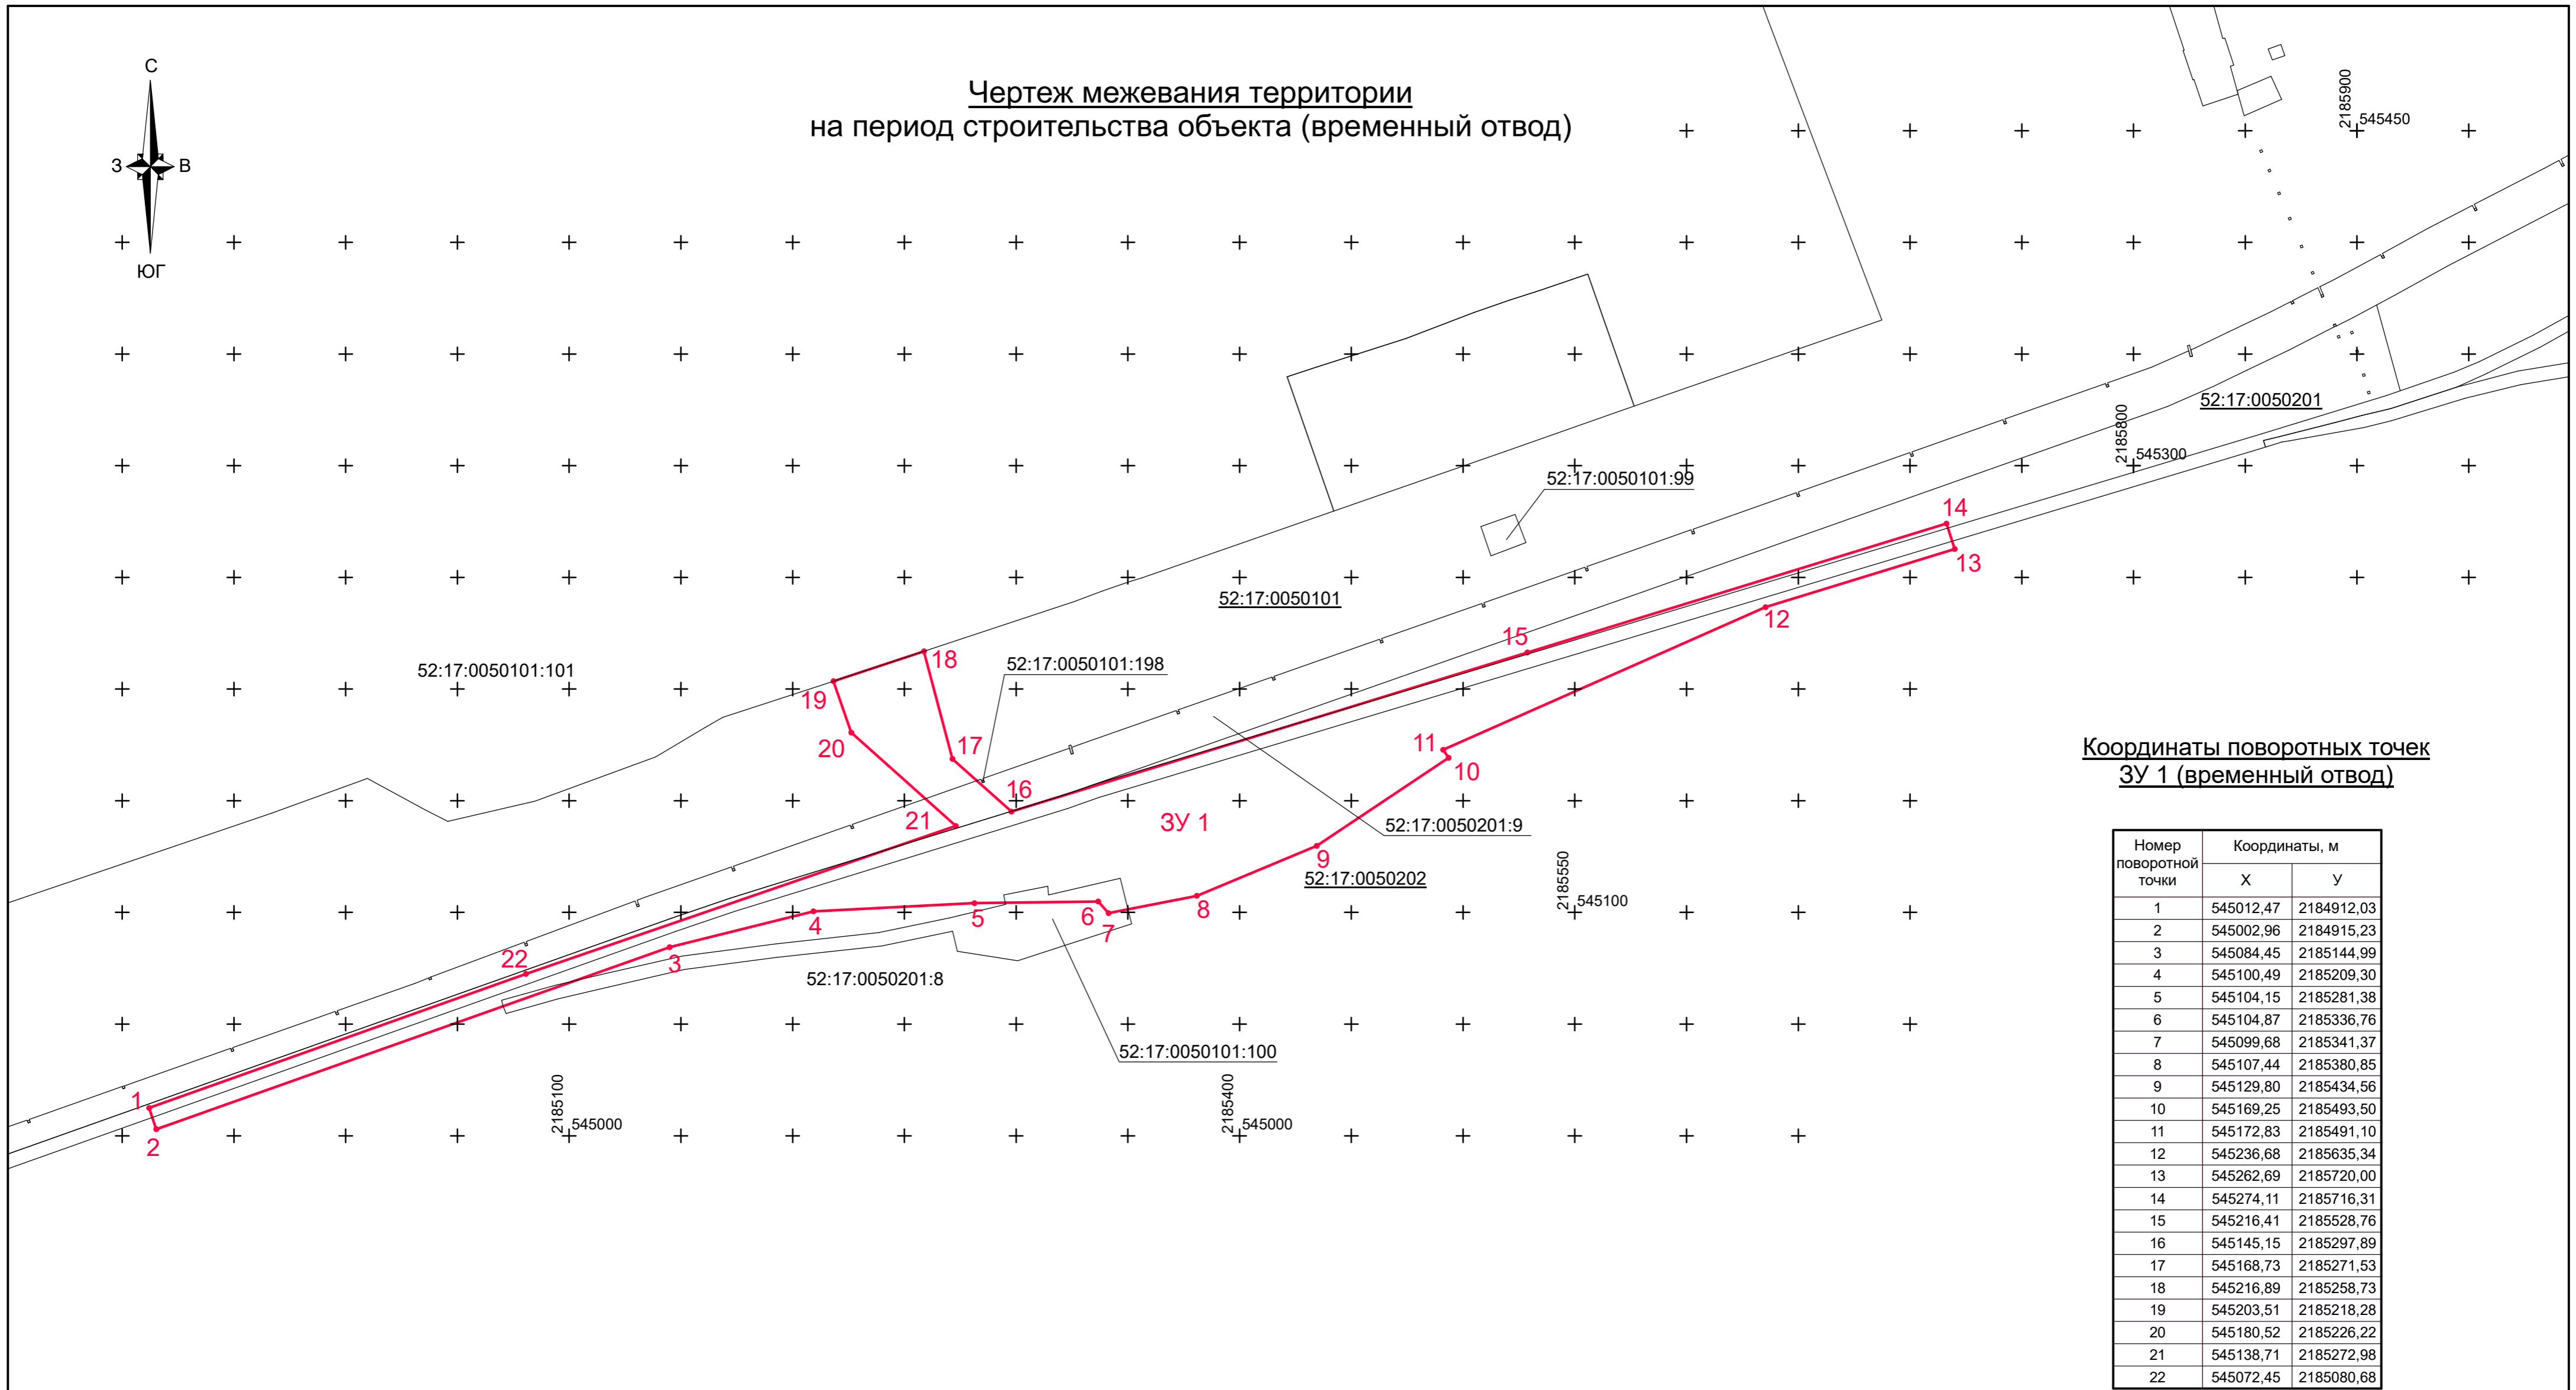 С
З
В
ЮГ
Чертеж межевания территории
на период строительства объекта (временный отвод)
2185900
545450
52:17:0050201
2185800
545300
52:17:0050101:99
14
13
52:17:0050101
12
15
52:17:0050101:198
52:17:0050101:101
18
19
20
17
11
10
16
21
ЗУ 1
52:17:0050201:9
9
52:17:0050202
2185550
545100
8
7
6
5
4
3
22
52:17:0050201:8
52:17:0050101:100
1
2
2185100
545000
2185400
545000
Координаты поворотных точек
ЗУ 1 (временный отвод)
Номер поворотной точки Координаты, м
Х У
1 545012,47 2184912,03
2 545002,96 2184915,23
3 545084,45 2185144,99
4 545100,49 2185209,30
5 545104,15 2185281,38
6 545104,87 2185336,76
7 545099,68 2185341,37
8 545107,44 2185380,85
9 545129,80 2185434,56
10 545169,25 2185493,50
11 545172,83 2185491,10
12 545236,68 2185635,34
13 545262,69 2185720,00
14 545274,11 2185716,31
15 545216,41 2185528,76
16 545145,15 2185297,89
17 545168,73 2185271,53
18 545216,89 2185258,73
19 545203,51 2185218,28
20 545180,52 2185226,22
21 545138,71 2185272,98
22 545072,45 2185080,68